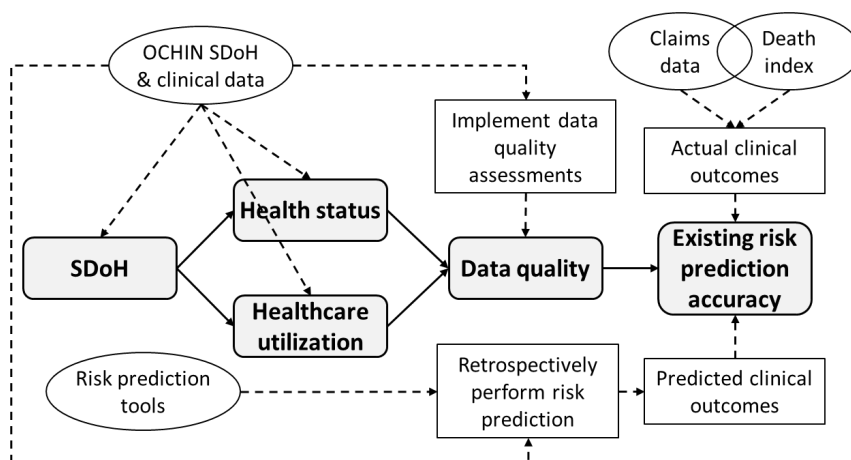 OCHIN SDoH
& clinical data
Claims
data
Death
index
Implement data
quality
assessments
Actual clinical
outcomes
Health status
SDoH
Data quality
Existing risk
prediction
accuracy
Healthcare
utilization
Risk prediction
tools
Retrospectively
perform risk
prediction
Predicted clinical
outcomes